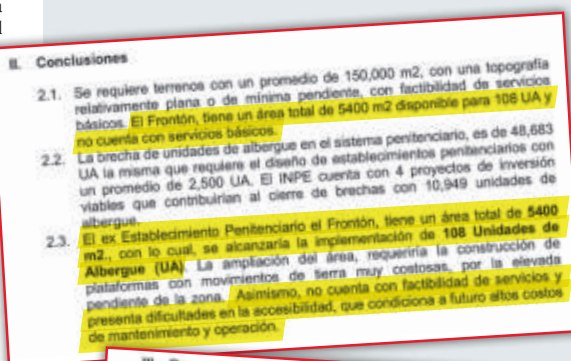 II. Conclusiones
2.1. Se requiere terrenos con un promedio de 150,000 m2, con una topografía
relativamente plana o de mínima pendiente, con factibilidad de servicios
básicos. El Frontón, tiene un área total de 5400 m2 disponible para 108 UA y
no cuenta con servicios básicos.
2.2. La brecha de unidades de albergue en el sistema penitenciario, es de 48,683
UA la misma que requiere el diseño de establecimientos penitenciarios con
un promedio de 2,500 UA. El INPE cuenta con 4 proyectos de inversión
viables que contribuirían al cierre de brechas con 10,949 unidades de
albergue.
2.3. El ex Establecimiento Penitenciario el Frontón, tiene un área total de 5400
m2., con lo cual, se alcanzaría la implementación de 108 Unidades de
Albergue (UA). La ampliación del área, requeriría la construcción de
plataformas con movimientos de tierra muy costosas, por la elevada
pendiente de la zona. Asimismo, no cuenta con factibilidad de servicios y
presenta dificultades en la accesibilidad, que condiciona a futuro altos costos
de mantenimiento y operación.